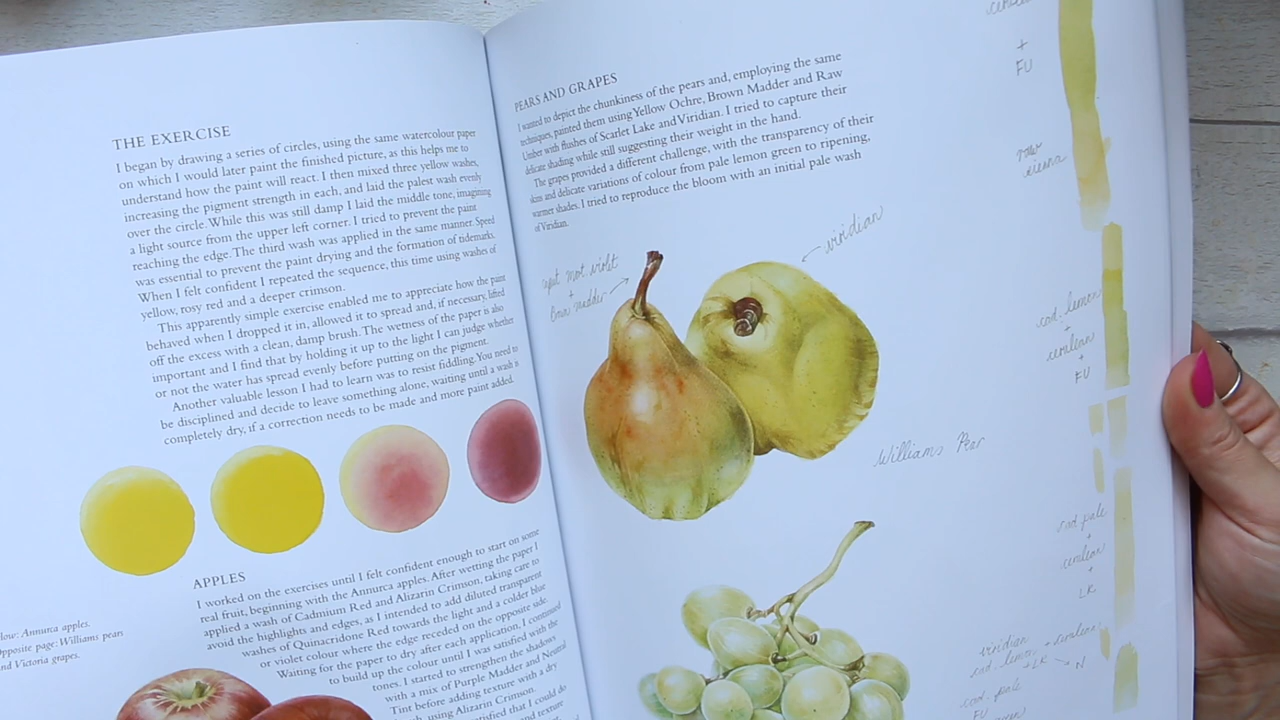 THE EXERCISE
I began by drawing a series of circles, using the same watercolour paper
on which I would later paint the finished picture, as this helps me to
understand how the paint will react. I then mixed three yellow washes,
increasing the pigment strength in each, and laid the palest wash evenly
over the circle. While this was still damp I laid the middle tone, imagining
a light source from the upper left corner. I tried to prevent the paint
reaching the edge. The third wash was applied in the same manner. Speed
was essential to prevent the paint drying and the formation of tidemarks.
When I felt confident I repeated the sequence, this time using washes of
yellow, rosy red and a deeper crimson.
This apparently simple exercise enabled me to appreciate how the paint
behaved when I dropped it in, allowed it to spread and, if necessary, lifted
off the excess with a clean, damp brush. The wetness of the paper is also
important and I find that by holding it up to the light I can judge whether
or not the water has spread evenly before putting on the pigment.
Another valuable lesson I had to learn was to resist fiddling. You need to
be disciplined and decide to leave something alone, waiting until a wash is
completely dry, if a correction needs to be made and more paint added.
APPLES
I worked on the exercises until I felt confident enough to start on some
real fruit, beginning with the Annurca apples. After wetting the paper I
applied a wash of Cadmium Red and Alizarin Crimson, taking care to
avoid the highlights and edges, as I intended to add diluted transparent
washes of Quinacridone Red towards the light and a colder blue
or violet colour where the edge receded on the opposite side.
Waiting for the paper to dry after each application, I continued
to build up the colour until I was satisfied with the
tones. I started to strengthen the shadows
with a mix of Purple Madder and Neutral
Tint before adding texture with a dry
using Alizarin Crimson.
satisfied that I could do
and texture
low: Annurca apples.
pposite page: Williams pears
nd Victoria grapes.
PEARS AND GRAPES
I wanted to depict the chunkiness of the pears and, employing the same
techniques, painted them using Yellow Ochre, Brown Madder and Raw
Umber with flushes of Scarlet Lake and Viridian. I tried to capture their
delicate shading while still suggesting their weight in the hand.
The grapes provided a different challenge, with the transparency of their
skins and delicate variations of colour from pale lemon green to ripening,
warmer shades. I tried to reproduce the bloom with an initial pale wash
of Viridian.
viridian
mort violet
+
madder
Williams Pear
+
FU
raw
sienna
cad. lemon
+
cerulean
+
FU
cad pale
+
cerulean
+
LR
viridian
cad. lemon
cad. pale
FU